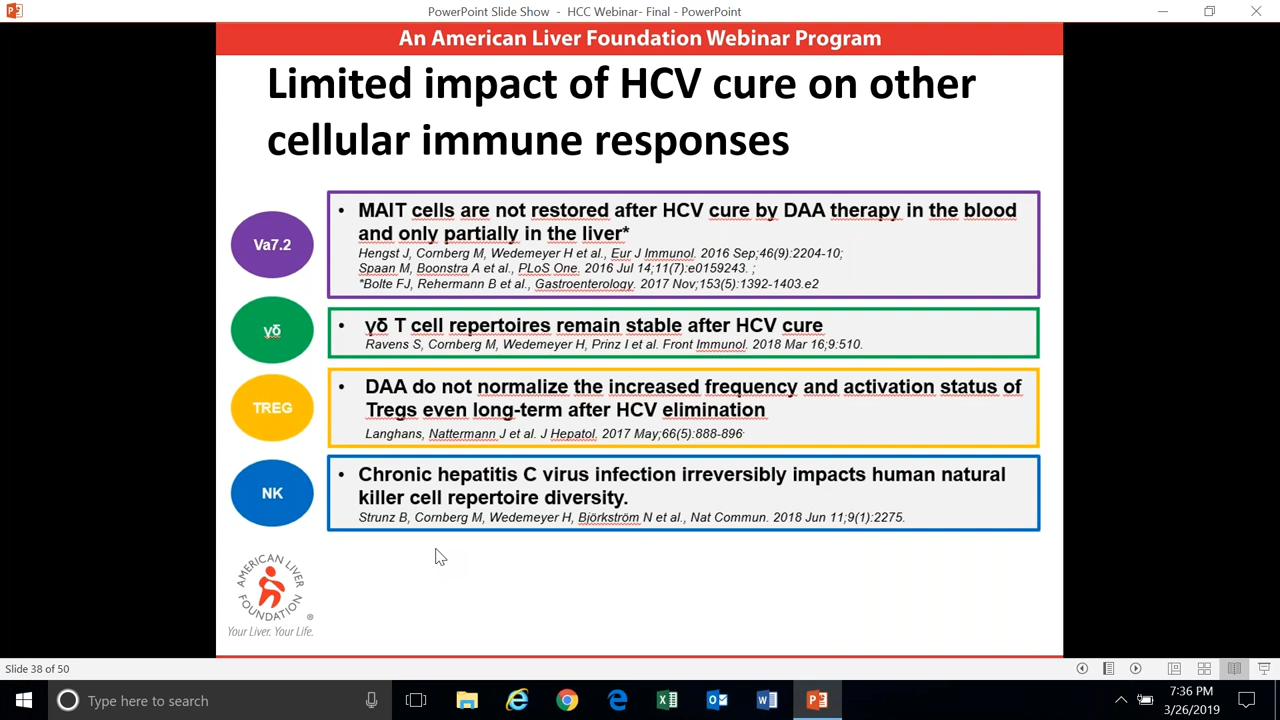 PowerPoint Slide Show - HCC Webinar- Final - PowerPoint
An American Liver Foundation Webinar Program
Limited impact of HCV cure on other
cellular immune responses
Va7.2
• MAIT cells are not restored after HCV cure by DAA therapy in the blood
and only partially in the liver*
Hengst J, Cornberg M, Wedemeyer H et al., Eur J Immunol. 2016 Sep;46(9):2204-10;
Spaan M, Boonstra A et al., PLoS One. 2016 Jul 14;11(7):e0159243. ;
*Bolte FJ, Rehermann B et al., Gastroenterology. 2017 Nov;153(5):1392-1403.e2
γδ
• γδ T cell repertoires remain stable after HCV cure
Ravens S, Cornberg M, Wedemeyer H, Prinz I et al. Front Immunol. 2018 Mar 16;9:510.
TREG
• DAA do not normalize the increased frequency and activation status of
Tregs even long-term after HCV elimination
Langhans, Nattermann J et al. J Hepatol. 2017 May;66(5):888-896.
NK
• Chronic hepatitis C virus infection irreversibly impacts human natural
killer cell repertoire diversity.
Strunz B, Cornberg M, Wedemeyer H, Björkström N et al., Nat Commun. 2018 Jun 11;9(1):2275.
AMERICAN LIVER
FOUNDATION
®
Your Liver. Your Life.
Slide 38 of 50
Type here to search
7:36 PM
3/26/2019